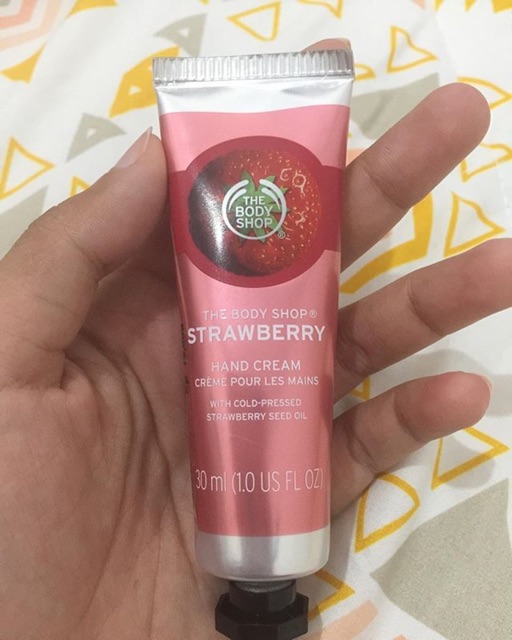 THE
BODY
SHOP®
THE BODY SHOP®
STRAWBERRY
HAND CREAM
CRÈME POUR LES MAINS
WITH COLD-PRESSED
STRAWBERRY SEED OIL
30 ml (1.0 US FL OZ)